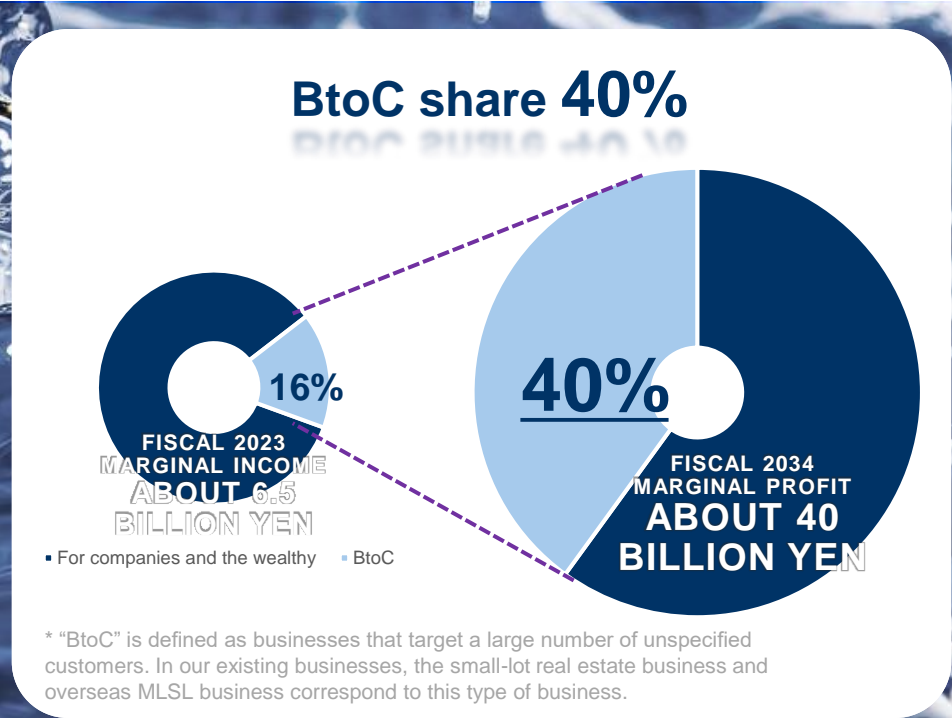 BtoC share 40%
16%
FISCAL 2023
MARGINAL INCOME
ABOUT 6.5
BILLION YEN
40%
FISCAL 2034
MARGINAL PROFIT
ABOUT 40
BILLION YEN
For companies and the wealthy
BtoC
* “BtoC” is defined as businesses that target a large number of unspecified
customers. In our existing businesses, the small-lot real estate business and
overseas MLSL business correspond to this type of business.